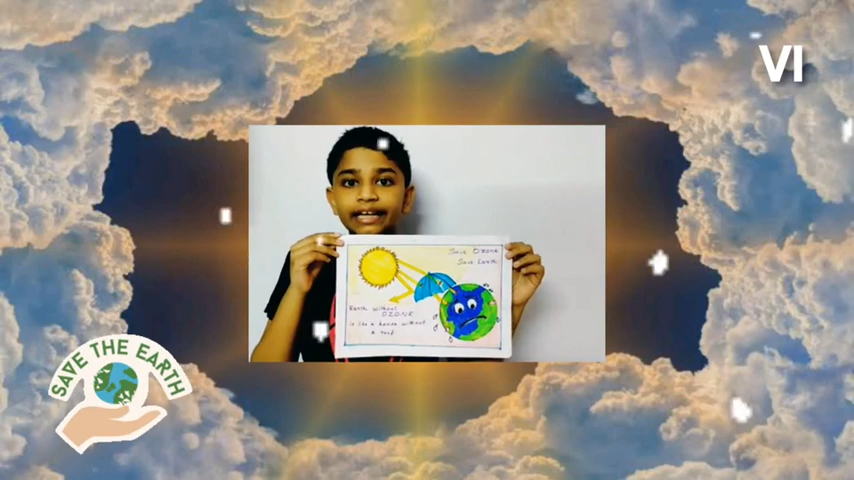 VI
Save Ozone
Save Earth
Earth without
OZONE
is like a house without
a roof
SAVE THE EARTH